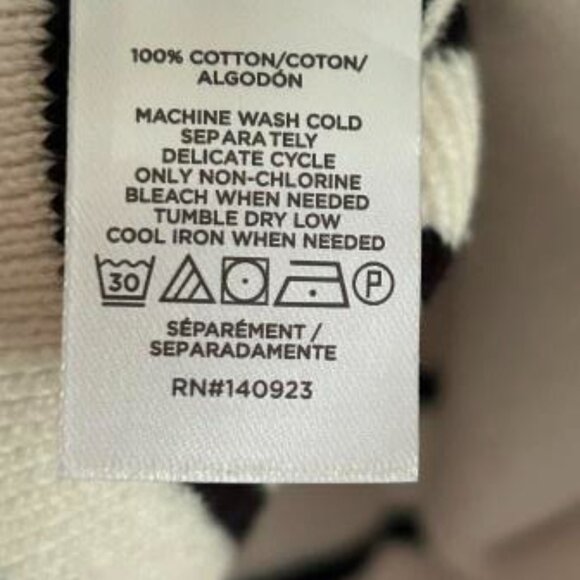 100% COTTON/COTON/
ALGODÓN
MACHINE WASH COLD
SEPARATELY
DELICATE CYCLE
ONLY NON-CHLORINE
BLEACH WHEN NEEDED
TUMBLE DRY LOW
COOL IRON WHEN NEEDED
30 P
SÉPARÉMENT /
SEPARADAMENTE
RN#140923